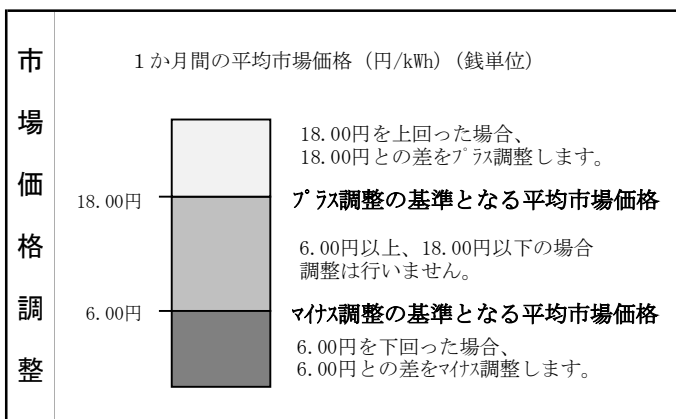 市場価格調整
1か月間の平均市場価格（円/kWh）（銭単位）
18.00円を上回った場合、
18.00円との差をﾌﾟﾗｽ調整します。
18.00円
ﾌﾟﾗｽ調整の基準となる平均市場価格
6.00円以上、18.00円以下の場合
調整は行いません。
6.00円
ﾏｲﾅｽ調整の基準となる平均市場価格
6.00円を下回った場合、
6.00円との差をﾏｲﾅｽ調整します。